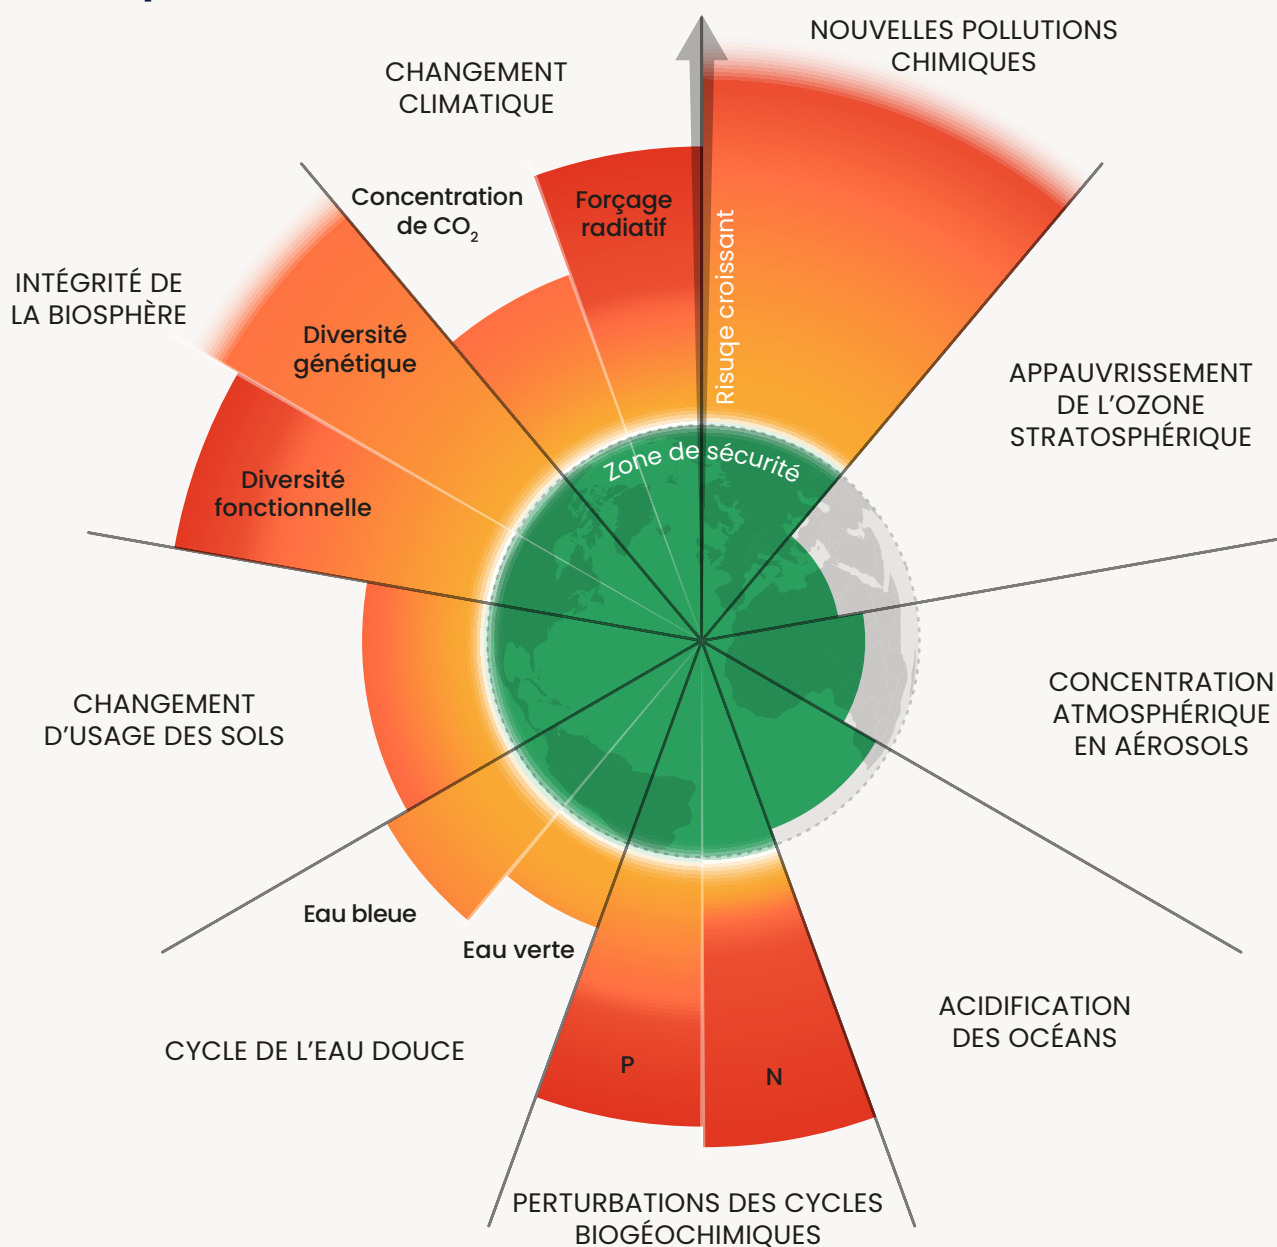 NOUVELLES POLLUTIONS
CHIMIQUES
CHANGEMENT
CLIMATIQUE
Concentration
de CO₂
Forçage
radiatif
Risuqe croissant
INTÉGRITÉ DE
LA BIOSPHÈRE
Diversité
génétique
Diversité
fonctionnelle
APPAUVRISSEMENT
DE L’OZONE
STRATOSPHÉRIQUE
Zone de sécurité
CHANGEMENT
D’USAGE DES SOLS
CONCENTRATION
ATMOSPHÉRIQUE
EN AÉROSOLS
Eau bleue
Eau verte
CYCLE DE L’EAU DOUCE
P
N
ACIDIFICATION
DES OCÉANS
PERTURBATIONS DES CYCLES
BIOGÉOCHIMIQUES